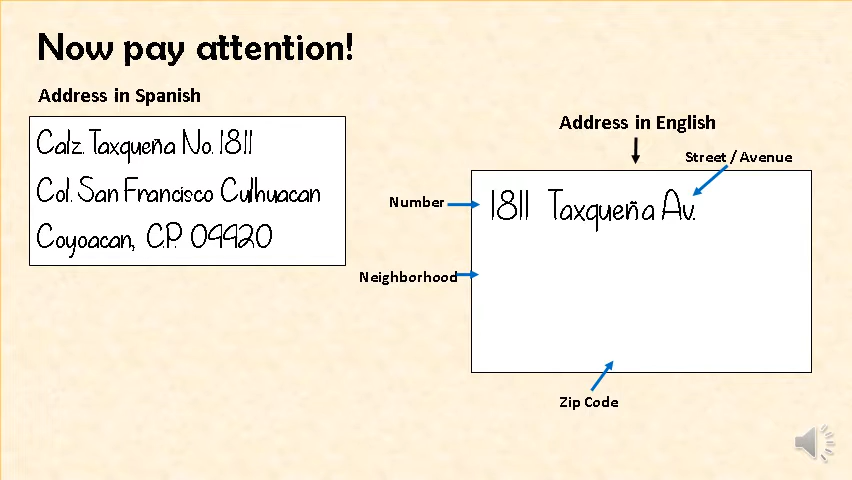 Now pay attention!
Address in Spanish
Calz. Taxqueña No. 1811
Col. San Francisco Culhuacan
Coyoacan, C.P. 09920
Address in English
Street / Avenue
Number
1811 Taxqueña Av.
Neighborhood
Zip Code